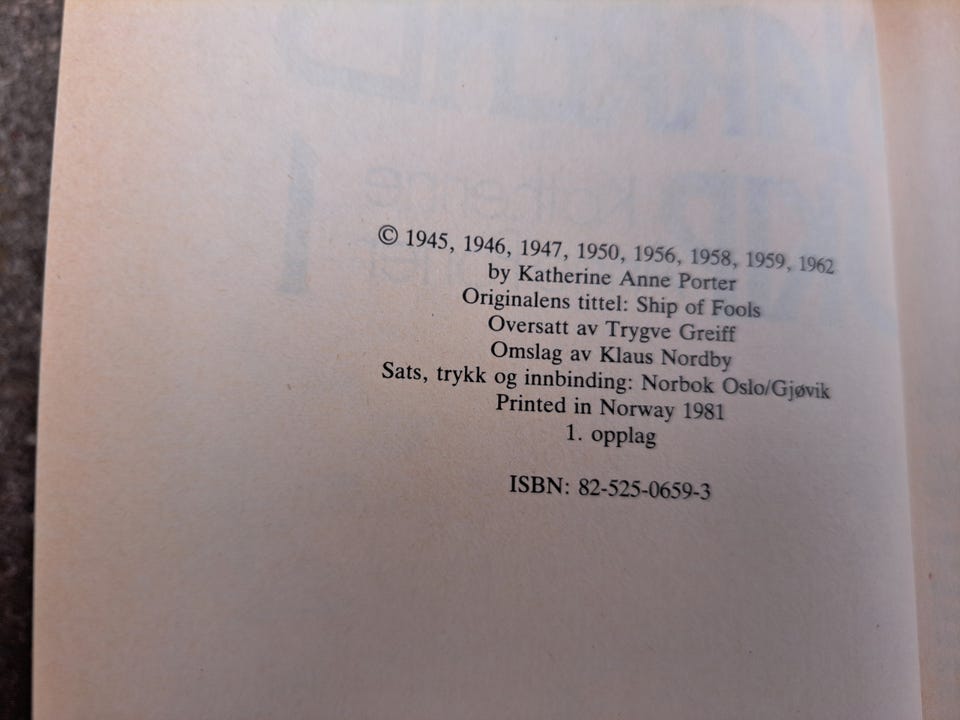 © 1945, 1946, 1947, 1950, 1956, 1958, 1959, 1962
by Katherine Anne Porter
Originalens tittel: Ship of Fools
Oversatt av Trygve Greiff
Omslag av Klaus Nordby
Sats, trykk og innbinding: Norbok Oslo/Gjøvik
Printed in Norway 1981
1. opplag
ISBN: 82-525-0659-3